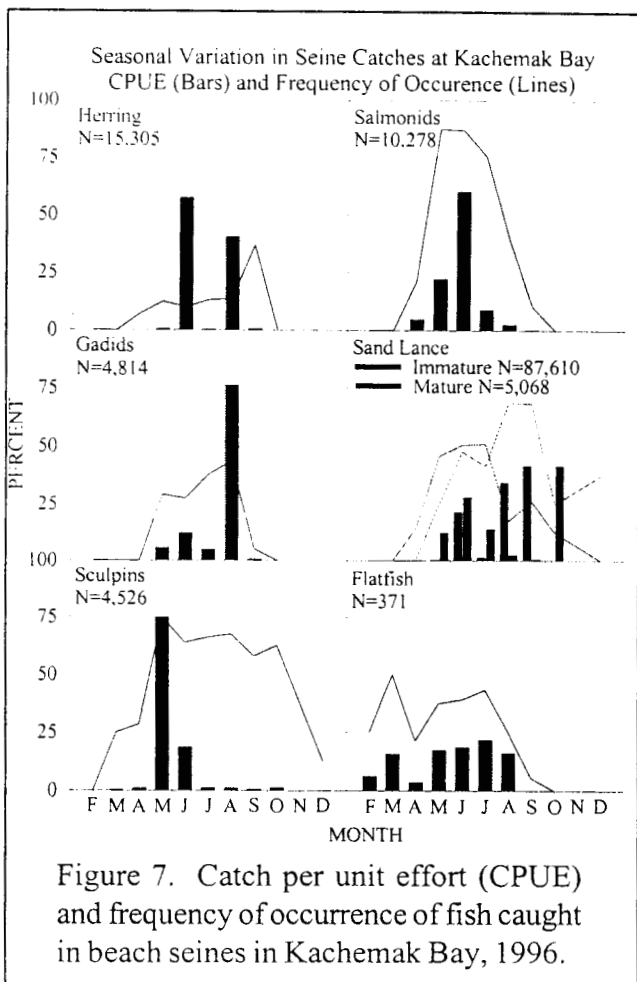 Seasonal Variation in Seine Catches at Kachemak Bay
CPUE (Bars) and Frequency of Occurence (Lines)
100
75
50
25
0
Herring
N=15,305
Salmonids
N=10,278
PERCENT
75
50
25
100
Gadids
N=4,814
Sand Lance
Immature N=87,610
Mature N=5,068
75
50
25
0
Sculpins
N=4,526
Flatfish
N=371
F M A M J J A S O N D
F M A M J J A S O N D
MONTH
Figure 7. Catch per unit effort (CPUE)
and frequency of occurrence of fish caught
in beach seines in Kachemak Bay, 1996.